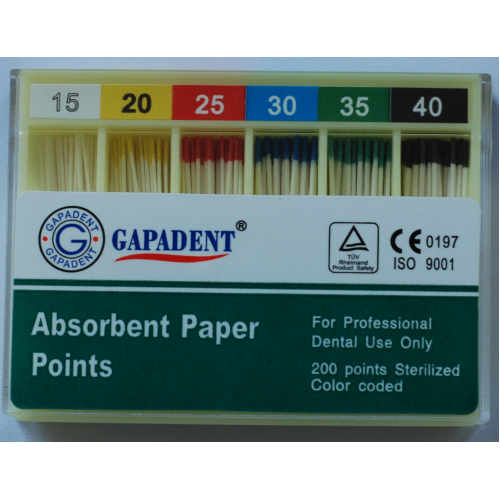 15 20 25 30 35 40
GAPADENT
G
GAPADENT
GAPADENT®
TÜV
Rheinland
Product Safety
CE 0197
ISO 9001
Absorbent Paper
Points
For Professional
Dental Use Only
200 points Sterilized
Color coded